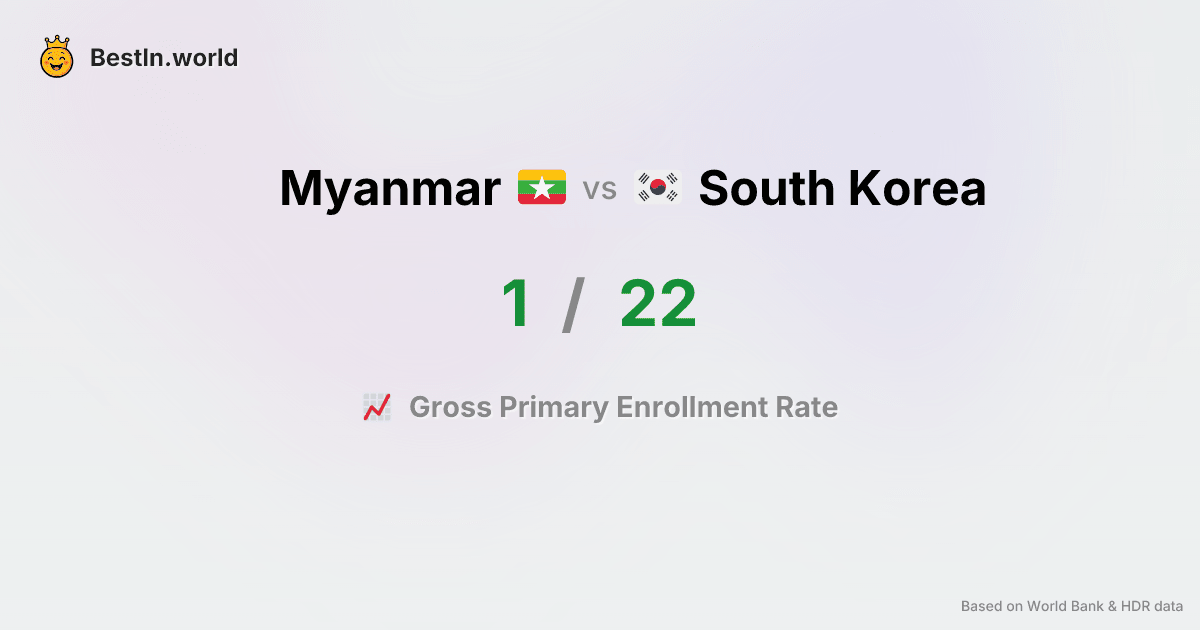 BestIn.world
Myanmar vs South Korea
1 / 22
Gross Primary Enrollment Rate
Based on World Bank & HDR data